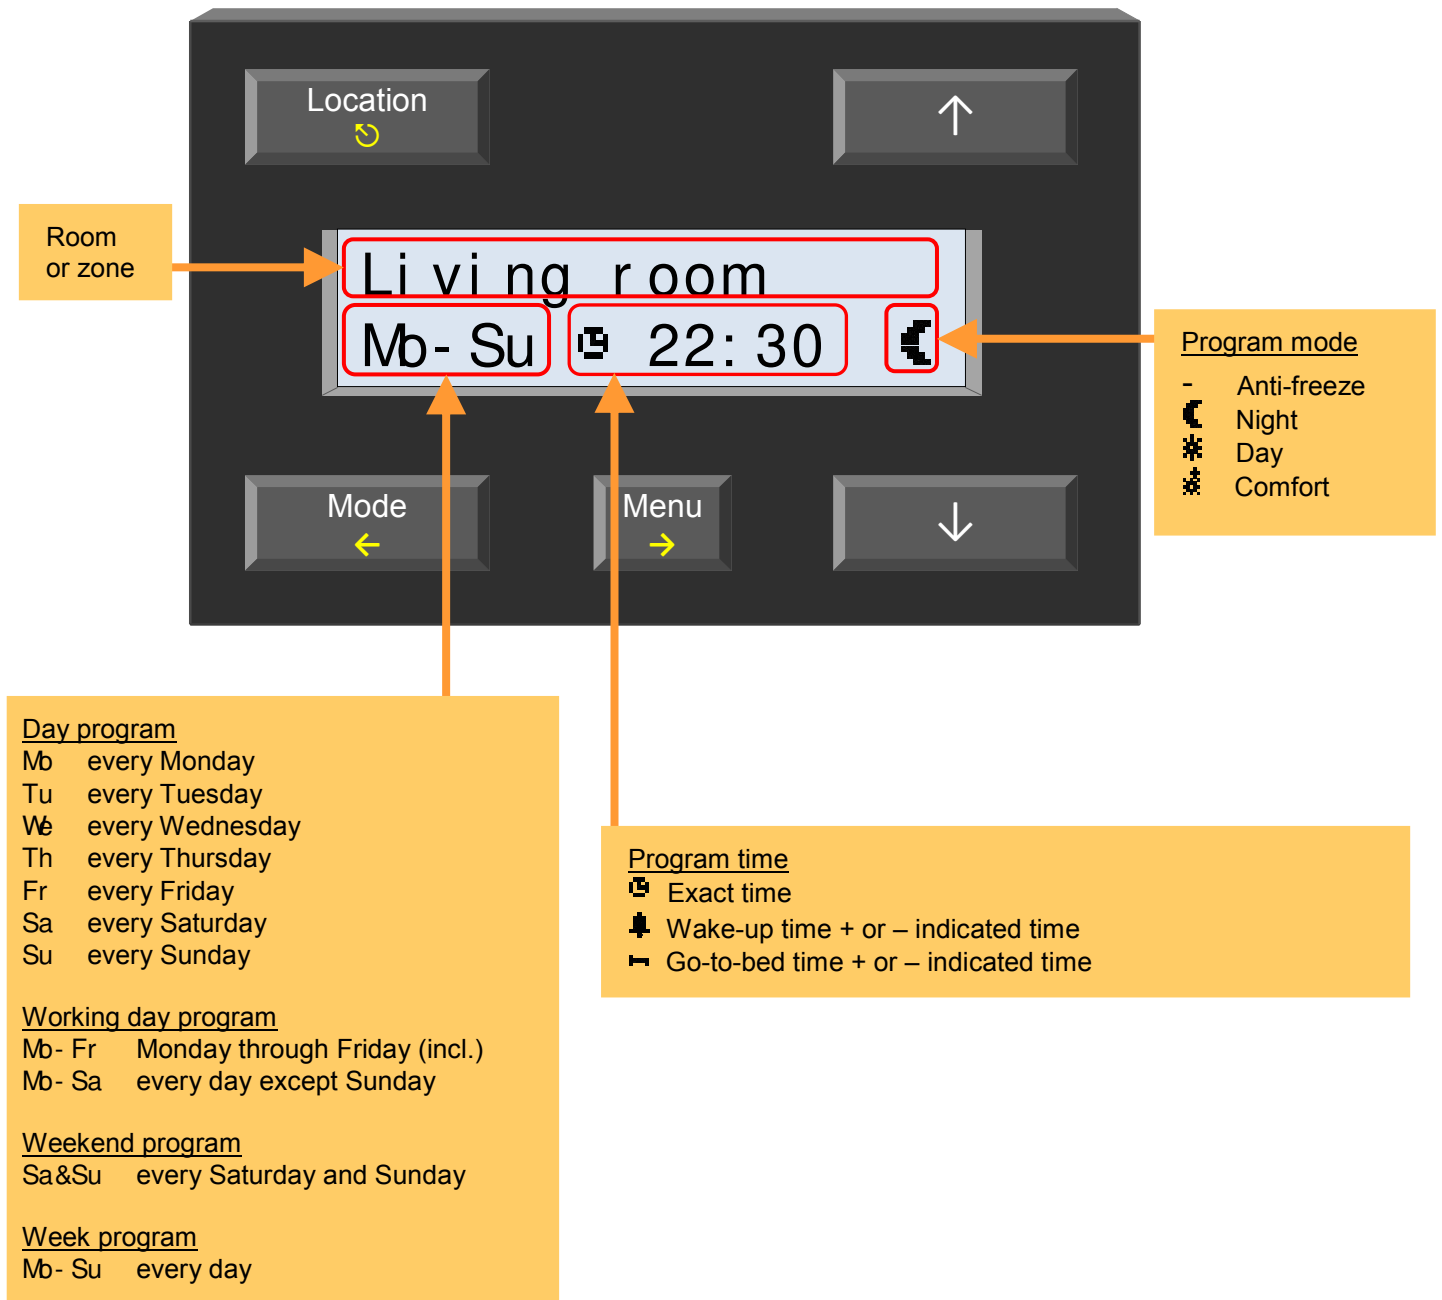 Location
↑
Room
or zone
Living room
Mo-Su 22:30
Program mode
- Anti-freeze
Night
Day
Comfort
Mode
←
Menu
→
↓
Day program
Mo every Monday
Tu every Tuesday
We every Wednesday
Th every Thursday
Fr every Friday
Sa every Saturday
Su every Sunday
Working day program
Mo-Fr Monday through Friday (incl.)
Mo-Sa every day except Sunday
Weekend program
Sa&Su every Saturday and Sunday
Week program
Mo-Su every day
Program time
Exact time
Wake-up time + or – indicated time
Go-to-bed time + or – indicated time